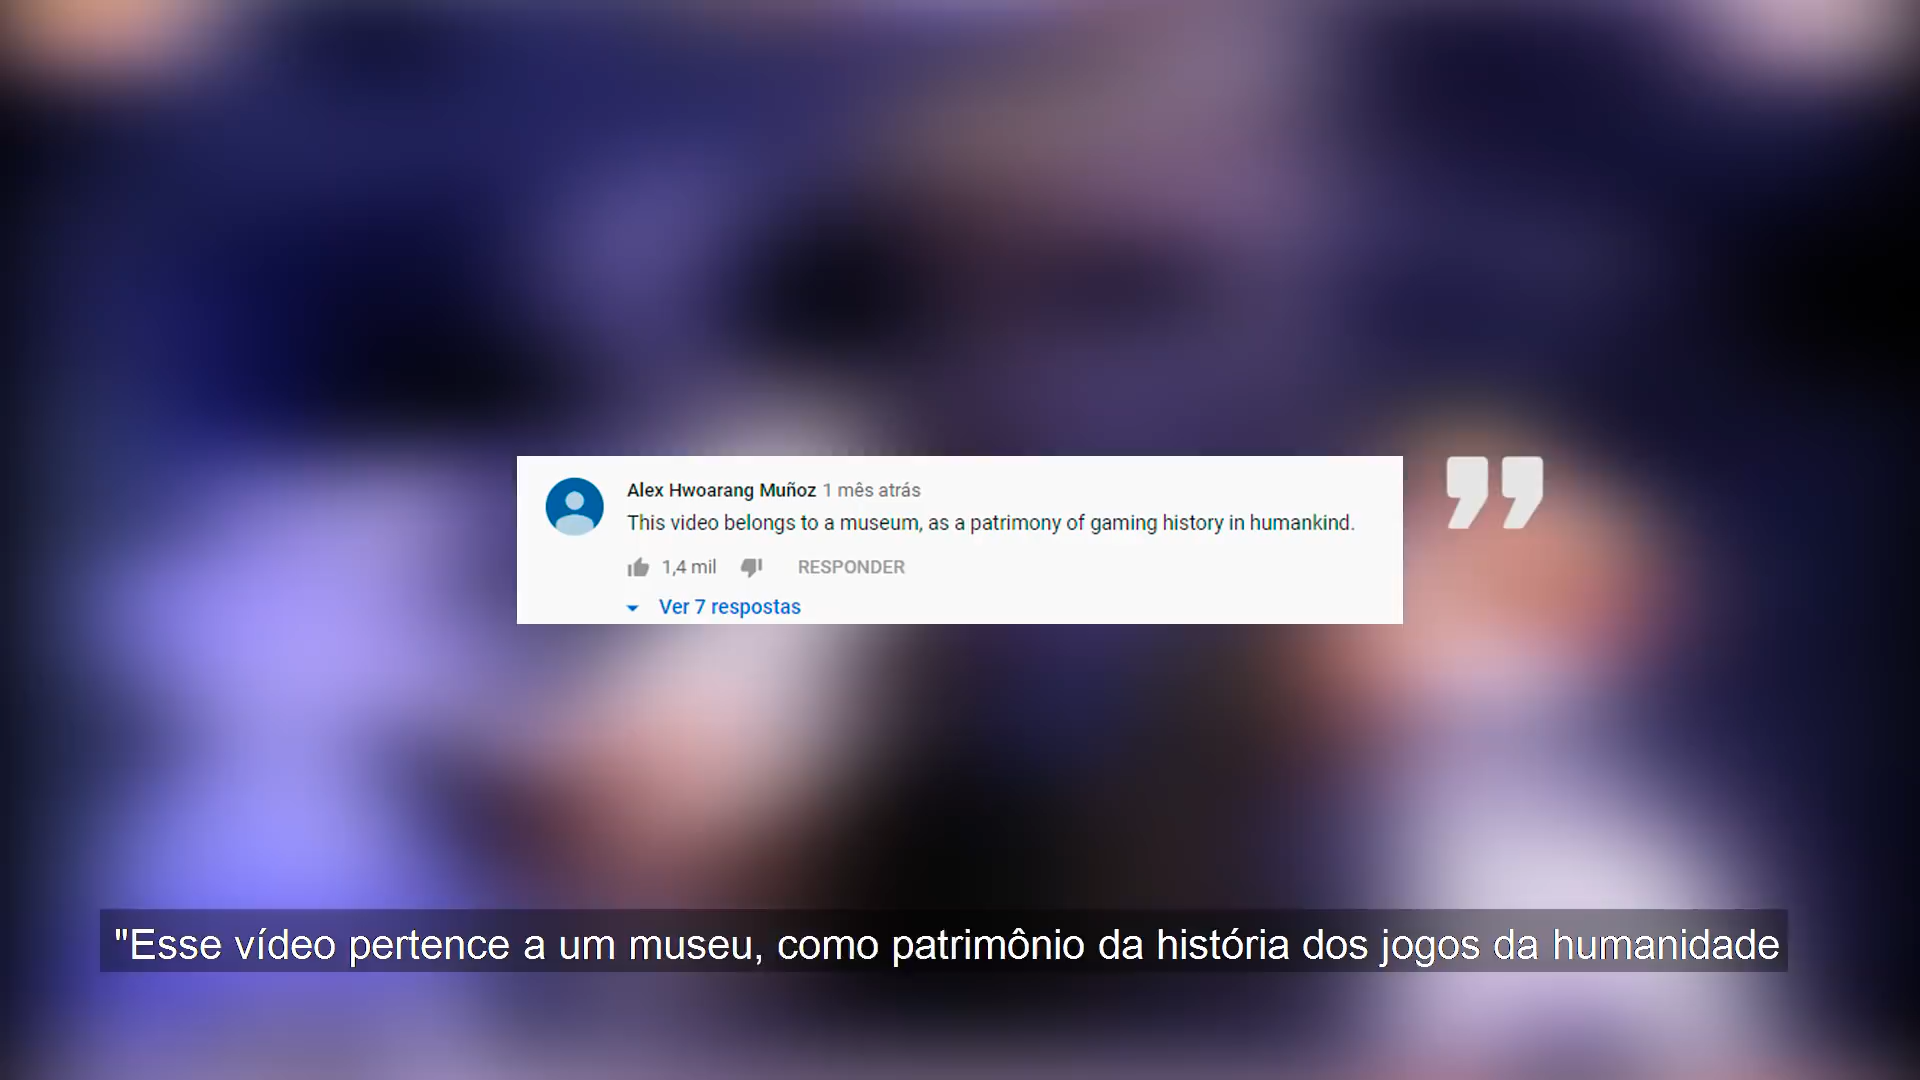 Alex Hwoarang Muñoz 1 mês atrás
This video belongs to a museum, as a patrimony of gaming history in humankind.
1,4 mil RESPONDER
Ver 7 respostas
"Esse vídeo pertence a um museu, como patrimônio da história dos jogos da humanidade